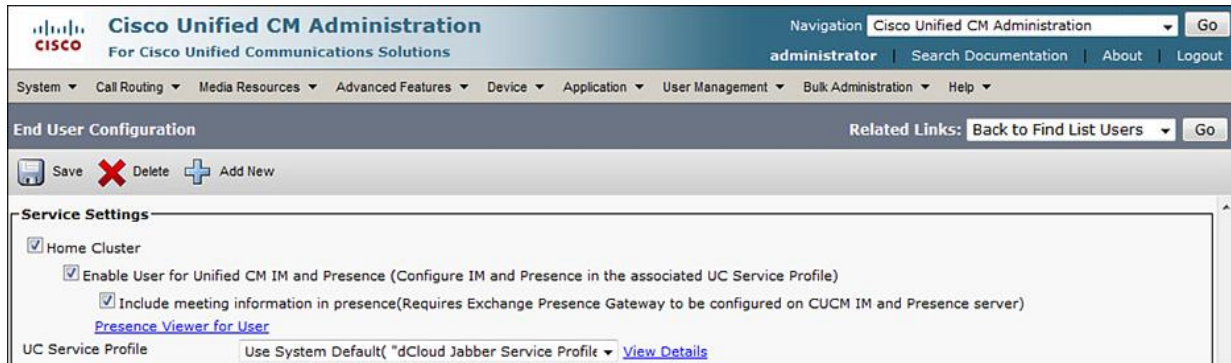 CISCO
Cisco Unified CM Administration
For Cisco Unified Communications Solutions
Navigation Cisco Unified CM Administration Go
administrator | Search Documentation | About | Logout
System Call Routing Media Resources Advanced Features Device Application User Management Bulk Administration Help
End User Configuration
Related Links: Back to Find List Users Go
Save Delete Add New
Service Settings
Home Cluster
Enable User for Unified CM IM and Presence (Configure IM and Presence in the associated UC Service Profile)
Include meeting information in presence(Requires Exchange Presence Gateway to be configured on CUCM IM and Presence server)
Presence Viewer for User
UC Service Profile Use System Default( "dCloud Jabber Service Profile View Details